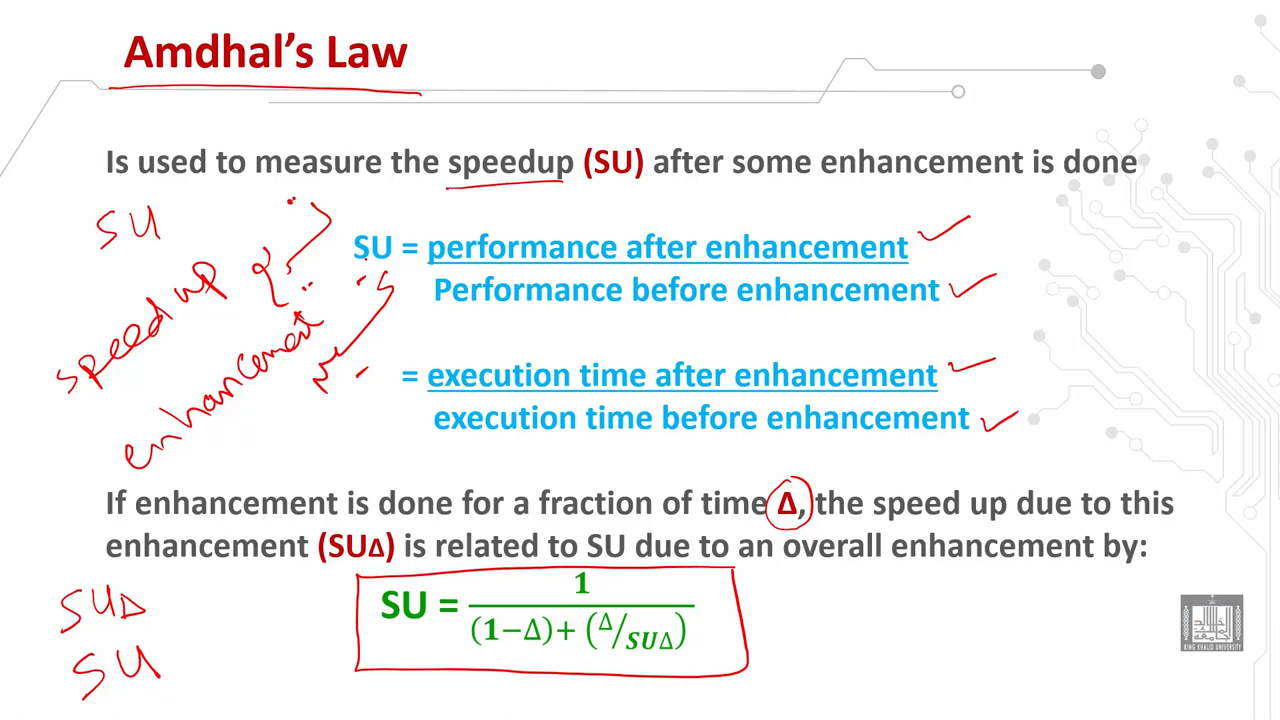 Amdhal's Law
Is used to measure the speedup (SU) after some enhancement is done
SU
speed up
enhancement
SU = performance after enhancement
Performance before enhancement
= execution time after enhancement
execution time before enhancement
If enhancement is done for a fraction of time Δ, the speed up due to this
enhancement (SUΔ) is related to SU due to an overall enhancement by:
SUΔ
SU
SU = 1 / ((1−Δ)+ (Δ/SUΔ))
KING KHALID UNIVERSITY